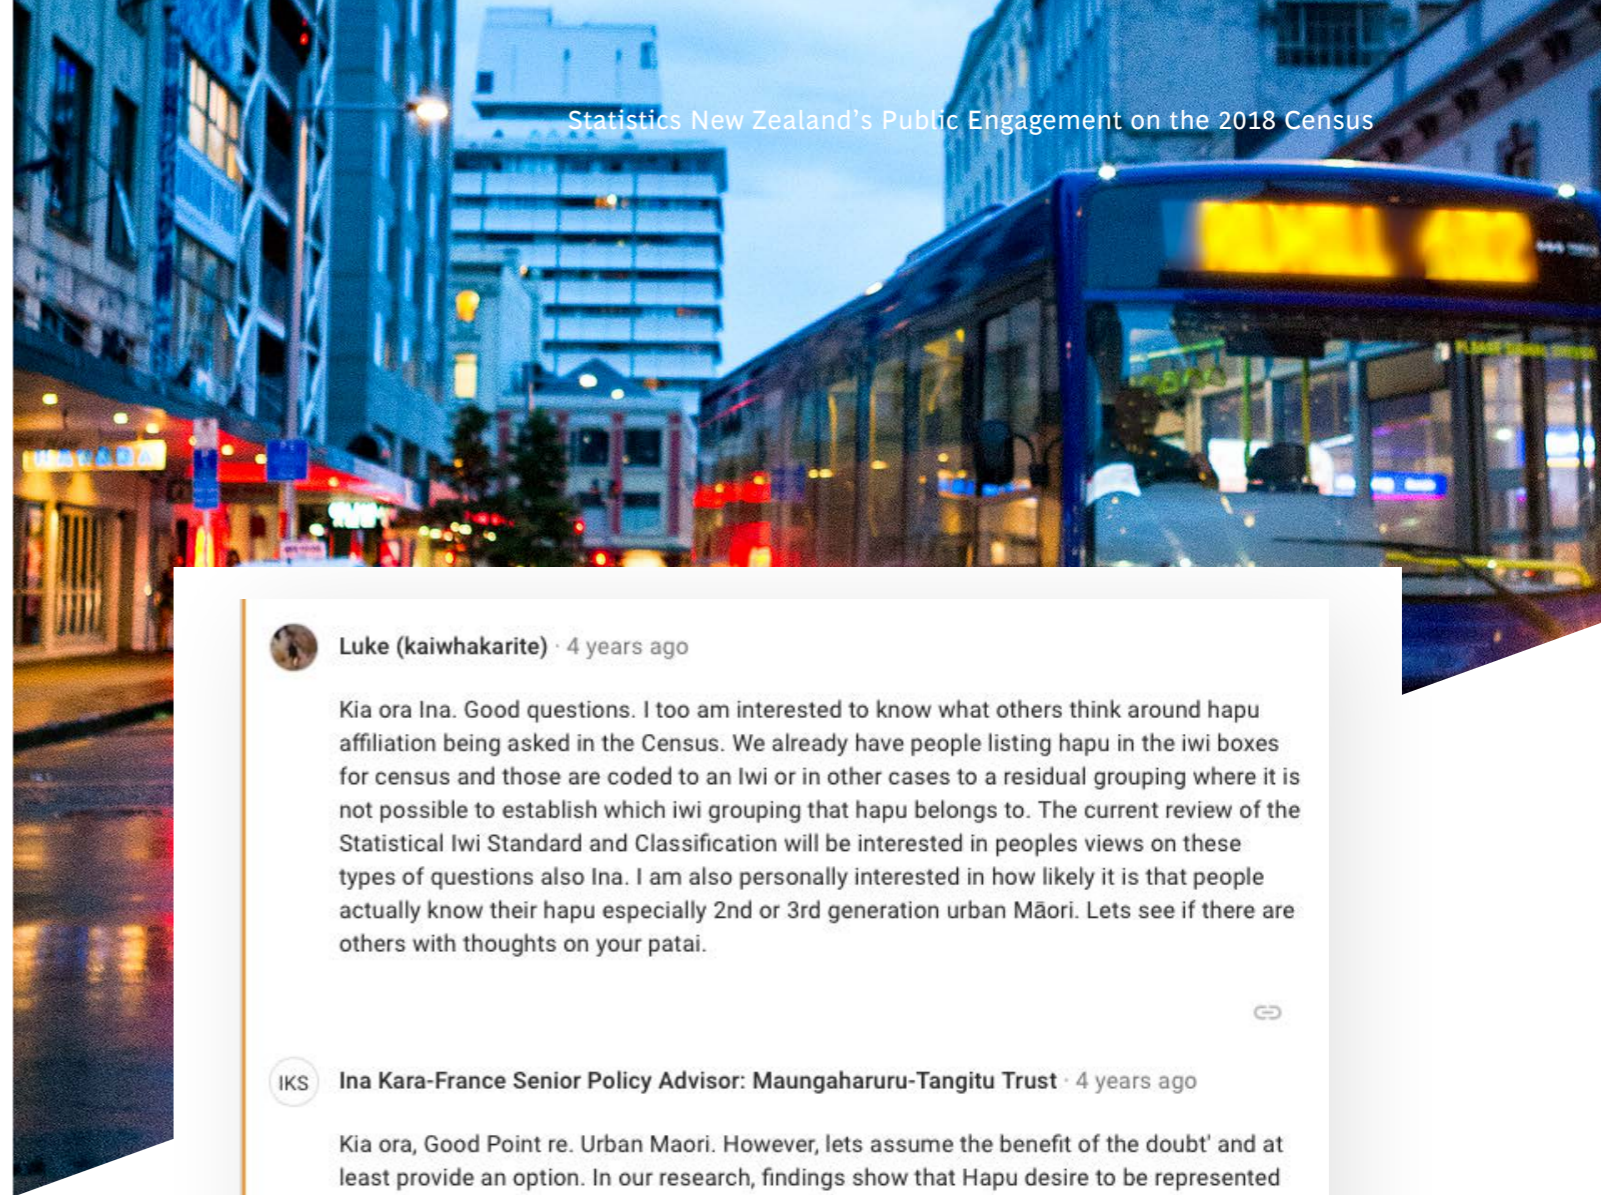 Statistics New Zealand's Public Engagement on the 2018 Census
PLEASE SIGNAL DRIVER
Luke (kaiwhakarite) · 4 years ago
Kia ora Ina. Good questions. I too am interested to know what others think around hapu
affiliation being asked in the Census. We already have people listing hapu in the iwi boxes
for census and those are coded to an Iwi or in other cases to a residual grouping where it is
not possible to establish which iwi grouping that hapu belongs to. The current review of the
Statistical Iwi Standard and Classification will be interested in peoples views on these
types of questions also Ina. I am also personally interested in how likely it is that people
actually know their hapu especially 2nd or 3rd generation urban Māori. Lets see if there are
others with thoughts on your patai.
IKS
Ina Kara-France Senior Policy Advisor: Maungaharuru-Tangitu Trust · 4 years ago
Kia ora, Good Point re. Urban Maori. However, lets assume the benefit of the doubt' and at
least provide an option. In our research, findings show that Hapu desire to be represented